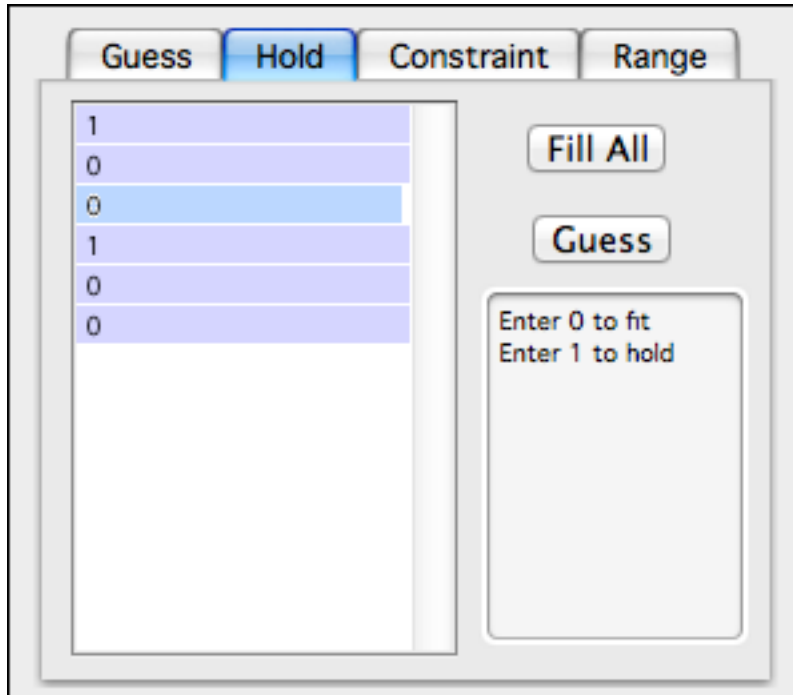 Guess Hold Constraint Range
1
0
0
1
0
0
Fill All
Guess
Enter 0 to fit
Enter 1 to hold